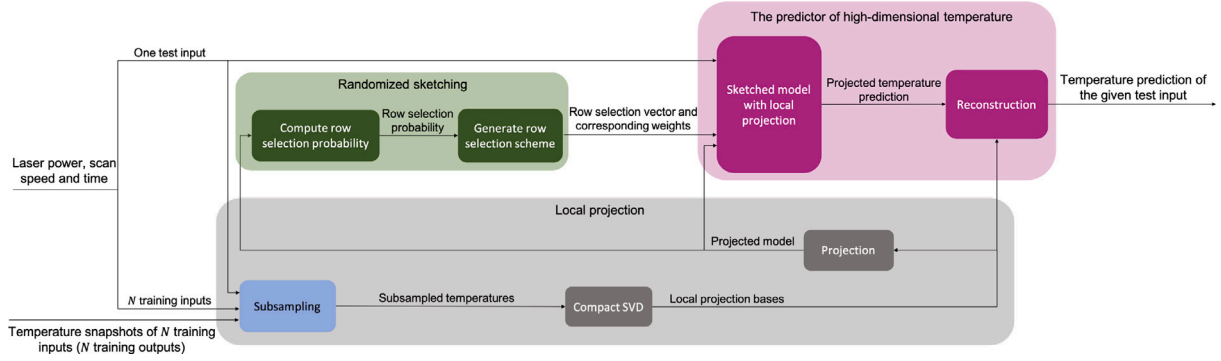 The predictor of high-dimensional temperature
One test input
Randomized sketching
Compute row
selection probability
Row selection
probability
Generate row
selection scheme
Row selection vector and
corresponding weights
Sketched model
with local
projection
Projected temperature
prediction
Reconstruction
Temperature prediction of
the given test input
Laser power, scan
speed and time
Local projection
Projected model
Projection
N training inputs
Subsampling
Subsampled temperatures
Compact SVD
Local projection bases
Temperature snapshots of N training
inputs (N training outputs)